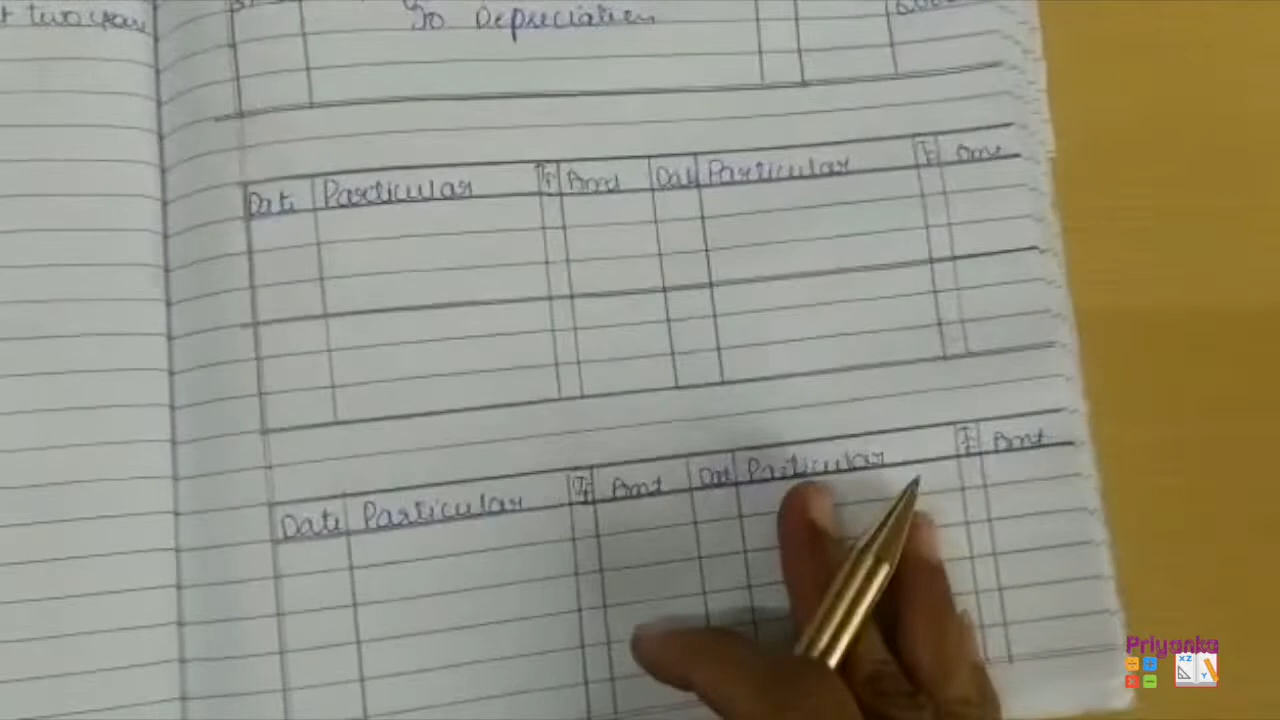 t two year
To Depreciation
Date Particular J.F Amt Date Particular J.F Amt
Date Particular J.F Amt Date Particular J.F Amt
Priyanka